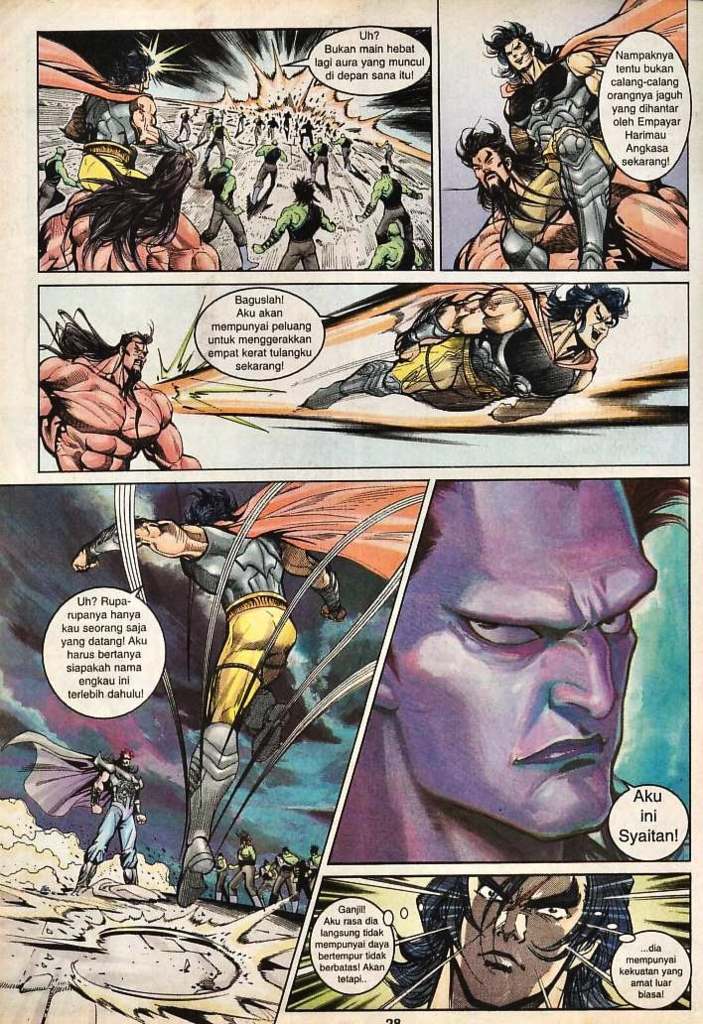 Uh?
Bukan main hebat
lagi aura yang muncul
di depan sana itu!
Nampaknya
tentu bukan
calang-calang
orangnya jaguh
yang dihantar
oleh Empayar
Harimau
Angkasa
sekarang!
Baguslah!
Aku akan
mempunyai peluang
untuk menggerakkan
empat kerat tulangku
sekarang!
Uh? Rupa-
rupanya hanya
kau seorang saja
yang datang! Aku
harus bertanya
siapakah nama
engkau ini
terlebih dahulu!
Aku
ini
Syaitan!
Ganjil!
Aku rasa dia
langsung tidak
mempunyai daya
bertempur tidak
berbatas! Akan
tetapi..
...dia
mempunyai
kekuatan yang
amat luar
biasa!
28